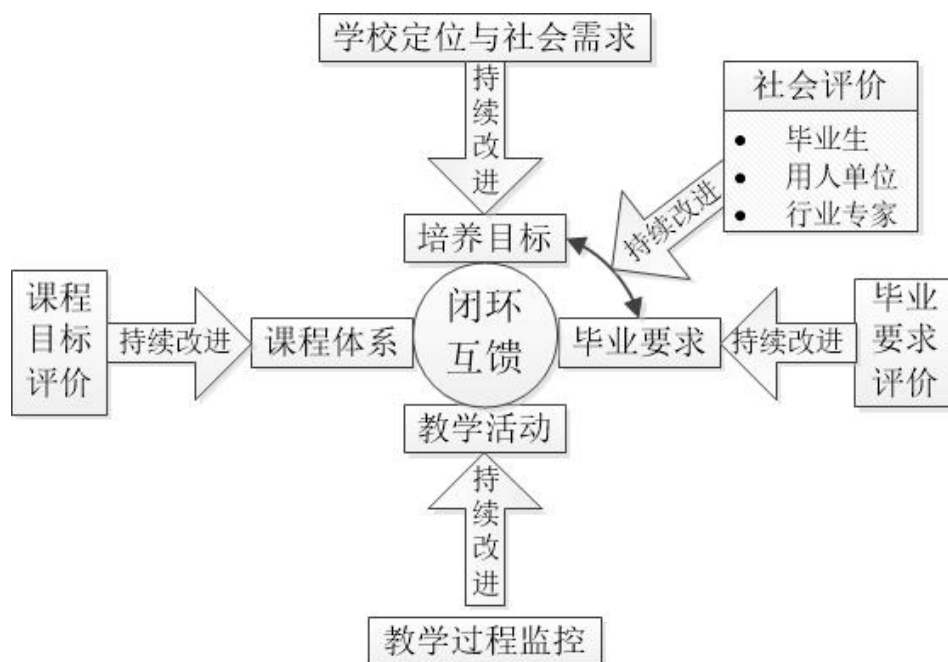 学校定位与社会需求
持续改进
社会评价
● 毕业生
● 用人单位
● 行业专家
持续改进
培养目标
课程
目标
评价
持续改进
课程体系
闭环
互馈
毕业要求
持续改进
毕业
要求
评价
教学活动
持续改进
教学过程监控